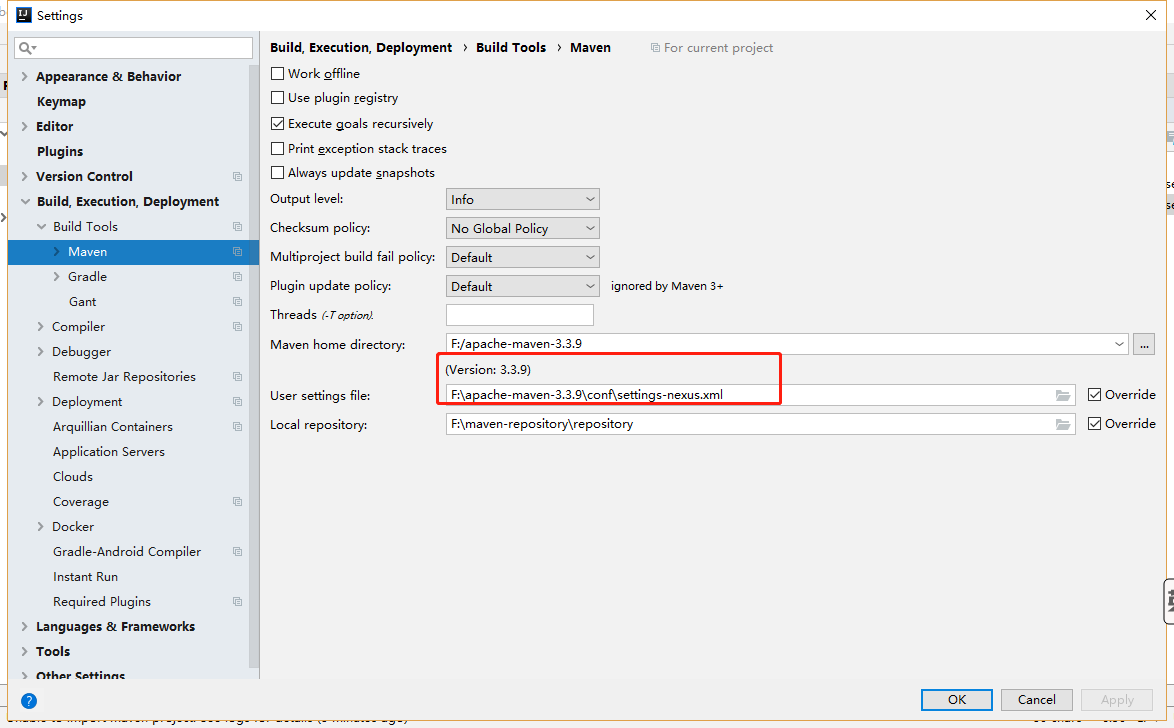 Settings
Build, Execution, Deployment › Build Tools › Maven For current project
Appearance & Behavior
Keymap
Editor
Plugins
Version Control
Build, Execution, Deployment
Build Tools
Maven
Gradle
Gant
Compiler
Debugger
Remote Jar Repositories
Deployment
Arquillian Containers
Application Servers
Clouds
Coverage
Docker
Gradle-Android Compiler
Instant Run
Required Plugins
Languages & Frameworks
Tools
Other Settings
Work offline
Use plugin registry
Execute goals recursively
Print exception stack traces
Always update snapshots
Output level: Info
Checksum policy: No Global Policy
Multiproject build fail policy: Default
Plugin update policy: Default ignored by Maven 3+
Threads (-T option).
Maven home directory: F:/apache-maven-3.3.9 ...
(Version: 3.3.9)
User settings file: F:\apache-maven-3.3.9\conf\settings-nexus.xml Override
Local repository: F:\maven-repository\repository Override
? OK Cancel Apply